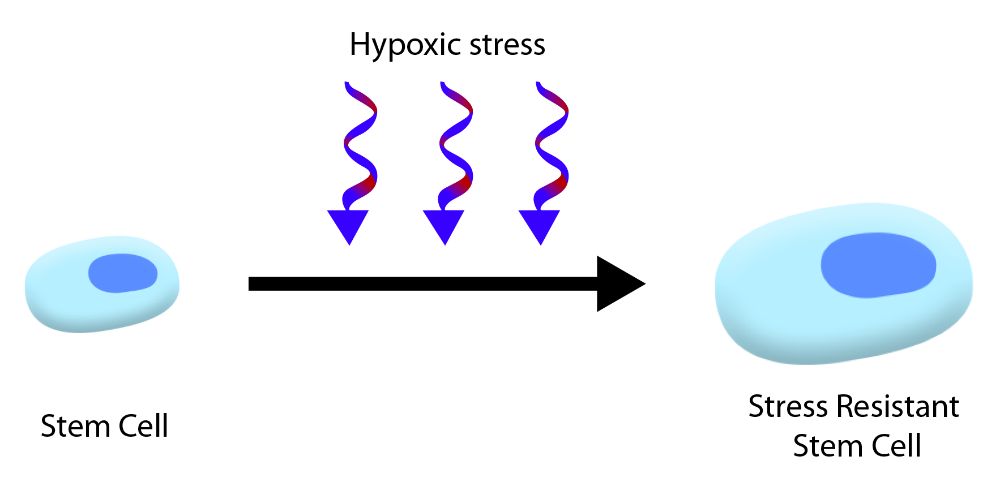 Hypoxic stress
Stem Cell
Stress Resistant
Stem Cell